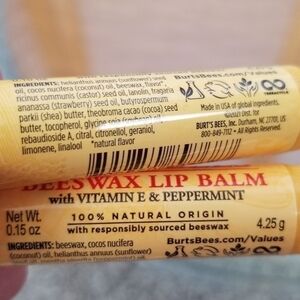 INGREDIENTS: helianthus annuus (sunflower) seed
oil, cocos nucifera (coconut) oil, beeswax, flavor*,
ricinus communis (castor) seed oil, lanolin, fragaria
ananassa (strawberry) seed oil, butyrospermum
parkii (shea) butter, theobroma cacao (cocoa) seed
butter, tocopherol, glycine soja (soybean) oil,
rebaudioside A, citral, citronellol, geraniol,
limonene, linalool *natural flavor
BurtsBees.com/Values
TERRACYCLE
Made in USA of global ingredients.
Dist. for
BURT'S BEES, Inc. Durham, NC 27701, US
800-849-7112 • All Rights Reserved.
BEESWAX LIP BALM
with VITAMIN E & PEPPERMINT
Net Wt.
0.15 oz
100% NATURAL ORIGIN
with responsibly sourced beeswax
4.25 g
INGREDIENTS: beeswax, cocos nucifera
(coconut) oil, helianthus annuus (sunflower)
BurtsBees.com/Values